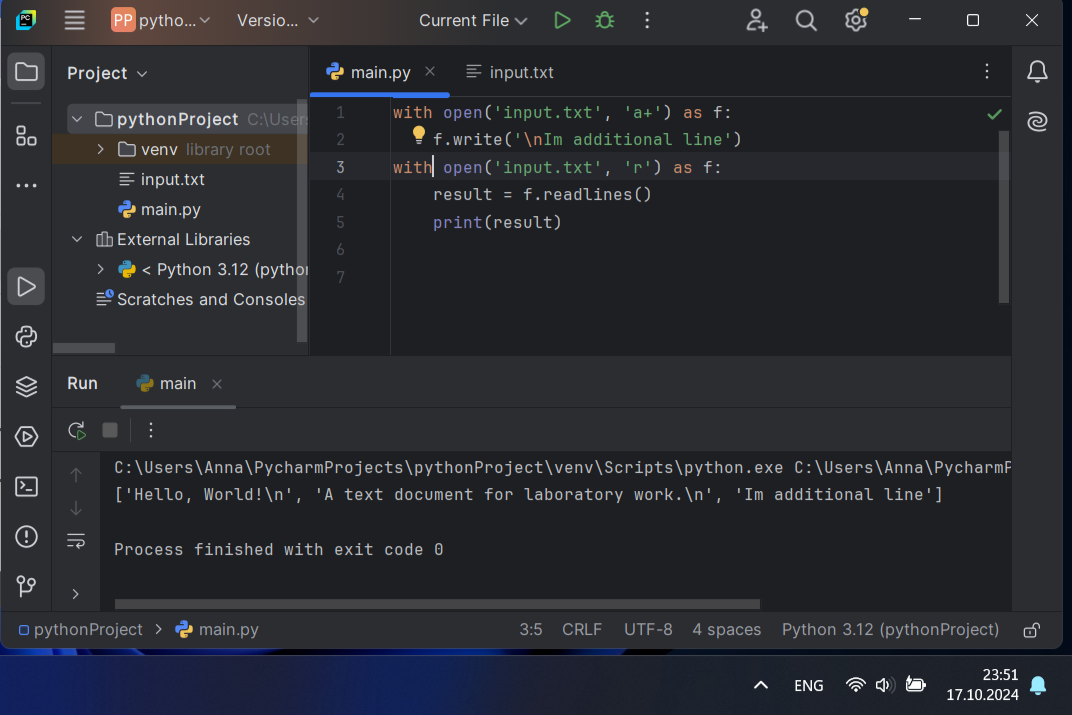 PC
PP pytho... Versio... Current File
Project
main.py
input.txt
pythonProject C:\Users
venv library root
input.txt
main.py
External Libraries
< Python 3.12 (python
Scratches and Consoles
1 with open('input.txt', 'a+') as f:
2 f.write('\nIm additional line')
3 with open('input.txt', 'r') as f:
4 result = f.readlines()
5 print(result)
6
7
Run main
C:\Users\Anna\PycharmProjects\pythonProject\venv\Scripts\python.exe C:\Users\Anna\PycharmP
['Hello, World!\n', 'A text document for laboratory work.\n', 'Im additional line']
Process finished with exit code 0
pythonProject > main.py 3:5 CRLF UTF-8 4 spaces Python 3.12 (pythonProject)
ENG
23:51
17.10.2024